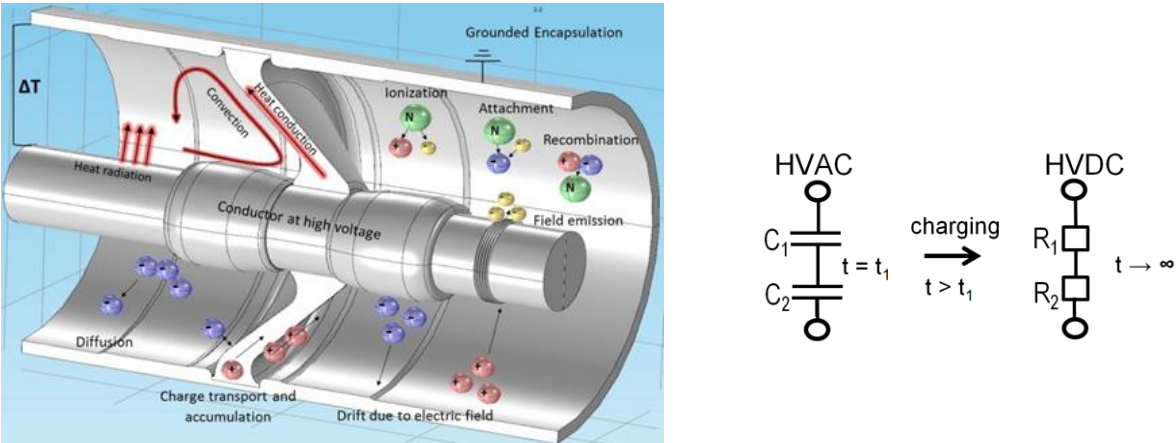 Grounded Encapsulation
ΔT
Convection
Heat conduction
Ionization
N
+
-
Attachment
N
-
-
Recombination
+
-
N
Heat radiation
Conductor at high voltage
Field emission
-
-
-
Diffusion
-
-
-
-
-
+
+
+
Charge transport and
accumulation
-
-
-
Drift due to electric field
+
+
+
HVAC
C1
C2
t = t1
charging
t > t1
HVDC
R1
R2
t → ∞